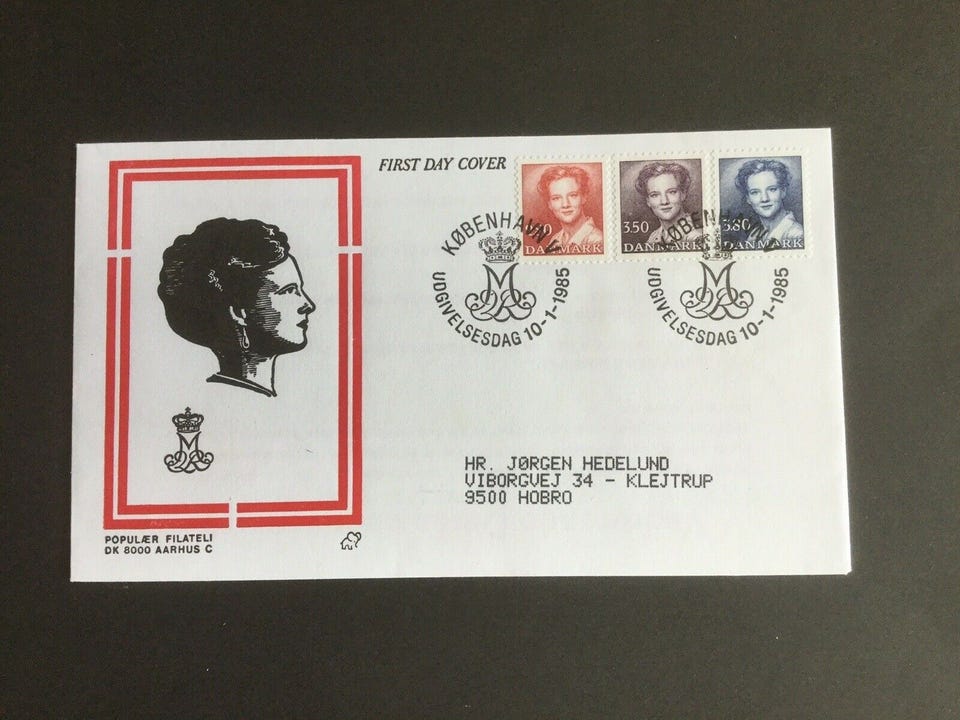 FIRST DAY COVER
DANMARK
3.50
DANMARK
3.80
DANMARK
KØBENHAVN V
UDGIVELSESDAG 10-1-1985
KØBENHAVN V
UDGIVELSESDAG 10-1-1985
HR. JØRGEN HEDELUND
VIBORGVEJ 34 - KLEJTRUP
9500 HOBRO
POPULÆR FILATELI
DK 8000 AARHUS C